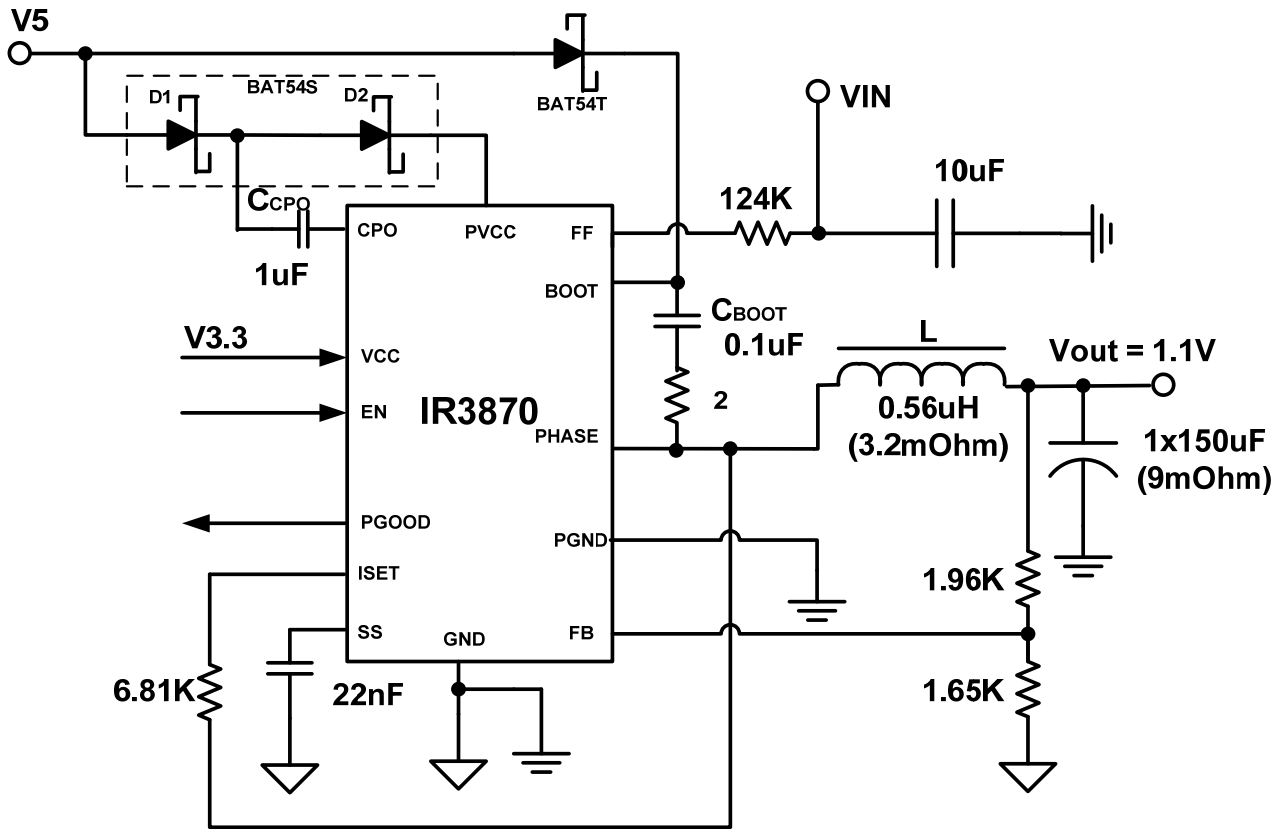 V5
BAT54S
D1
D2
BAT54T
VIN
10uF
124K
CCPO
1uF
CPO
PVCC
FF
BOOT
CBOOT
0.1uF
2
L
Vout = 1.1V
0.56uH
(3.2mOhm)
1x150uF
(9mOhm)
V3.3
VCC
EN
IR3870
PHASE
PGOOD
PGND
ISET
1.96K
SS
GND
FB
6.81K
22nF
1.65K